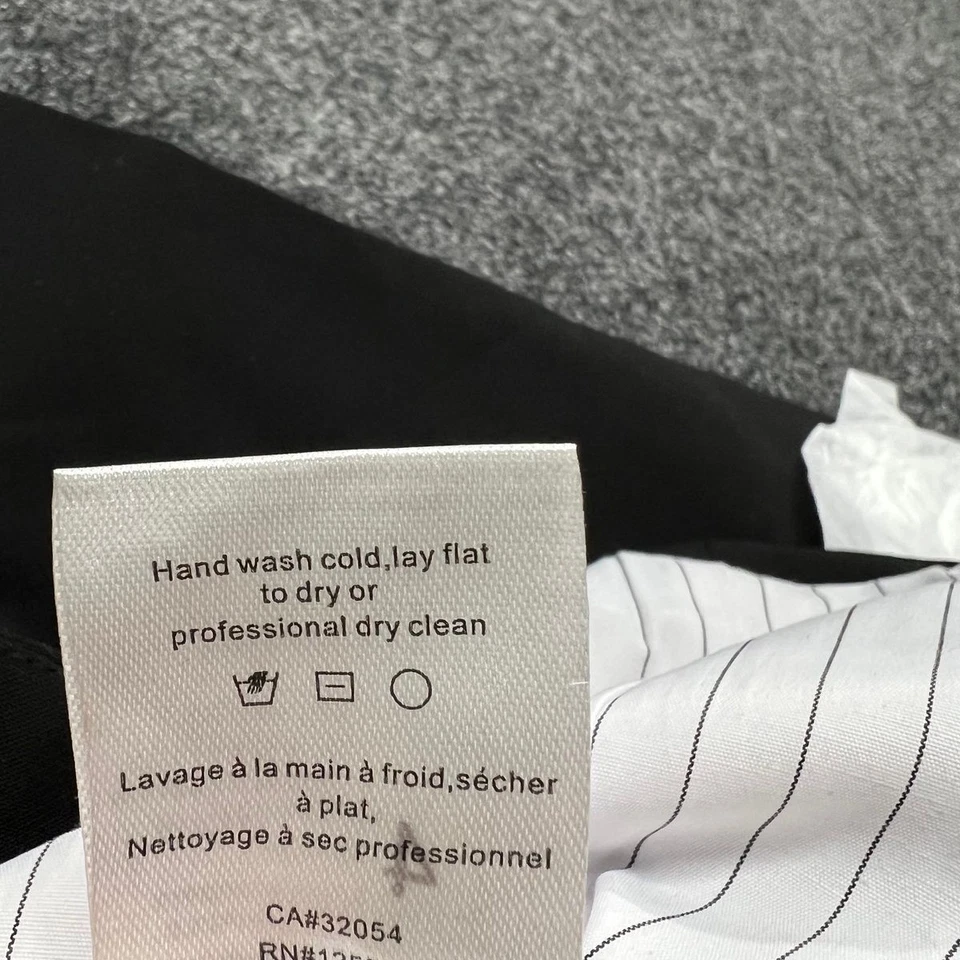 Hand wash cold,lay flat
to dry or
professional dry clean
Lavage à la main à froid,sécher
à plat,
Nettoyage à sec professionnel
CA#32054